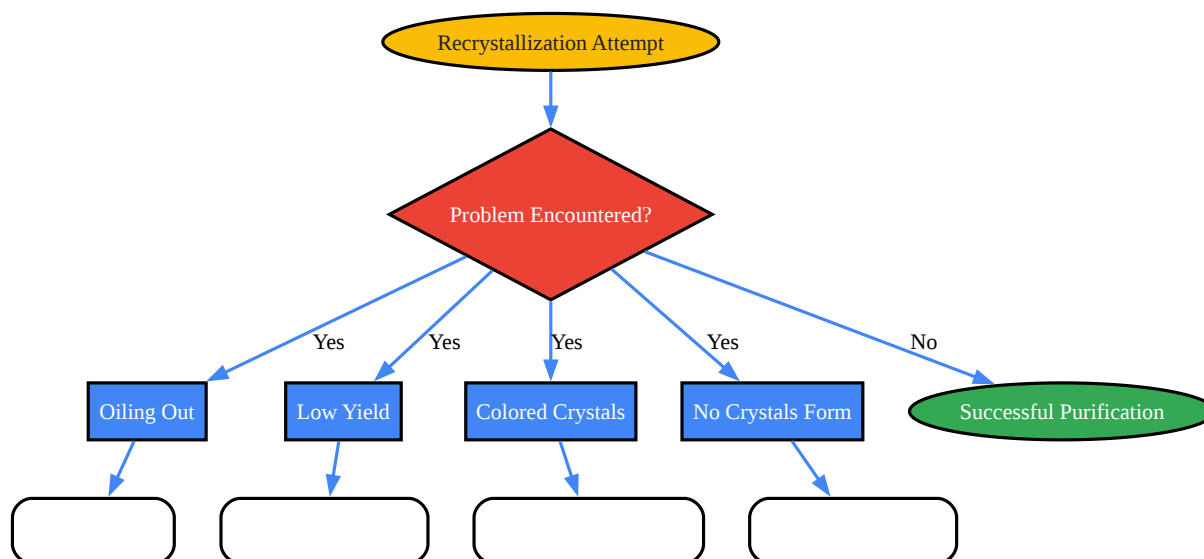 Recrystallization Attempt
Problem Encountered?
Yes
Yes
Yes
Yes
No
Oiling Out
Low Yield
Colored Crystals
No Crystals Form
Successful Purification